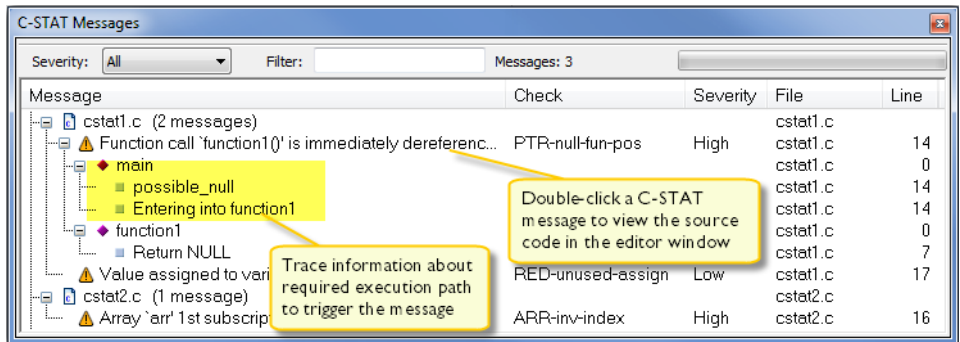 C-STAT Messages
Severity: All Filter: Messages: 3
Message Check Severity File Line
cstat1.c (2 messages) cstat1.c
Function call `function1()' is immediately dereferenc... PTR-null-fun-pos High cstat1.c 14
main cstat1.c 0
possible_null cstat1.c 14
Entering into function1 cstat1.c 14
function1 cstat1.c 0
Return NULL cstat1.c 7
Value assigned to vari RED-unused-assign Low cstat1.c 17
cstat2.c (1 message) cstat2.c
Array `arr' 1st subscrip ARR-inv-index High cstat2.c 16
Double-click a C-STAT
message to view the source
code in the editor window
Trace information about
required execution path
to trigger the message